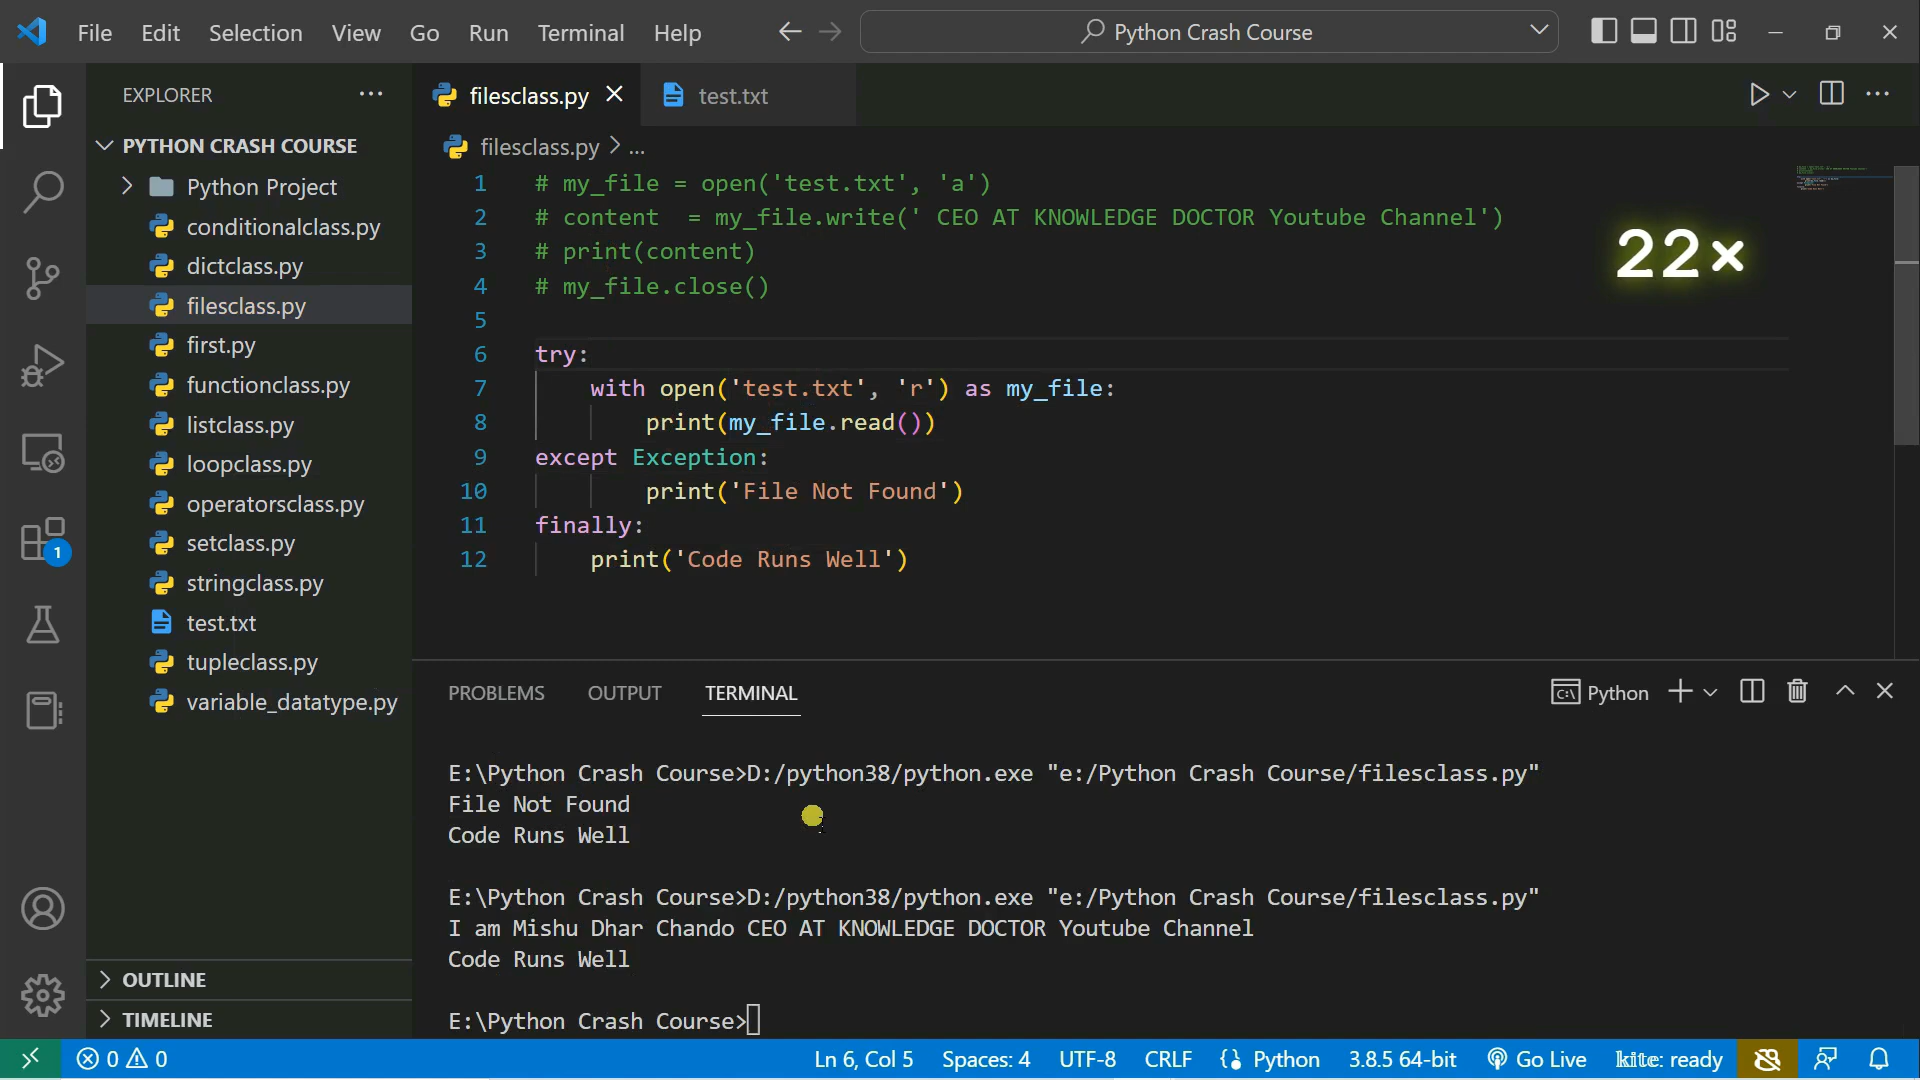 File Edit Selection View Go Run Terminal Help
Python Crash Course
EXPLORER
PYTHON CRASH COURSE
Python Project
conditionalclass.py
dictclass.py
filesclass.py
first.py
functionclass.py
listclass.py
loopclass.py
operatorsclass.py
setclass.py
stringclass.py
test.txt
tupleclass.py
variable_datatype.py
OUTLINE
TIMELINE
1
filesclass.py
test.txt
filesclass.py > ...
1 # my_file = open('test.txt', 'a')
2 # content  = my_file.write(' CEO AT KNOWLEDGE DOCTOR Youtube Channel')
3 # print(content)
4 # my_file.close()
5
6 try:
7     with open('test.txt', 'r') as my_file:
8         print(my_file.read())
9 except Exception:
10         print('File Not Found')
11 finally:
12     print('Code Runs Well')
22×
PROBLEMS OUTPUT TERMINAL
Python
E:\Python Crash Course>D:/python38/python.exe "e:/Python Crash Course/filesclass.py"
File Not Found
Code Runs Well
E:\Python Crash Course>D:/python38/python.exe "e:/Python Crash Course/filesclass.py"
I am Mishu Dhar Chando CEO AT KNOWLEDGE DOCTOR Youtube Channel
Code Runs Well
E:\Python Crash Course>
0 0 Ln 6, Col 5 Spaces: 4 UTF-8 CRLF Python 3.8.5 64-bit Go Live kite: ready